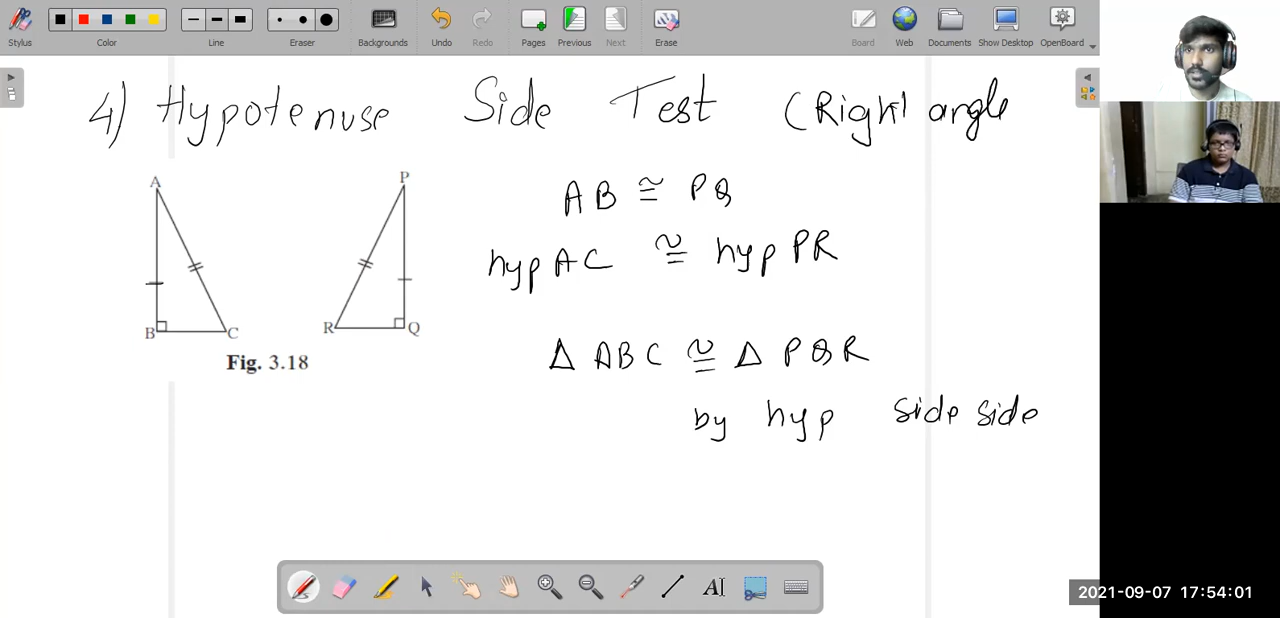 Stylus Color Line Eraser Backgrounds Undo Redo Pages Previous Next Erase Board Web Documents Show Desktop OpenBoard
4) Hypotenuse Side Test (Right angle
A
P
AB ≅ PQ
hyp AC ≅ hyp PR
B
C
R
Q
Fig. 3.18
Δ ABC ≅ Δ PQR
by hyp side side
AI
2021-09-07 17:54:01